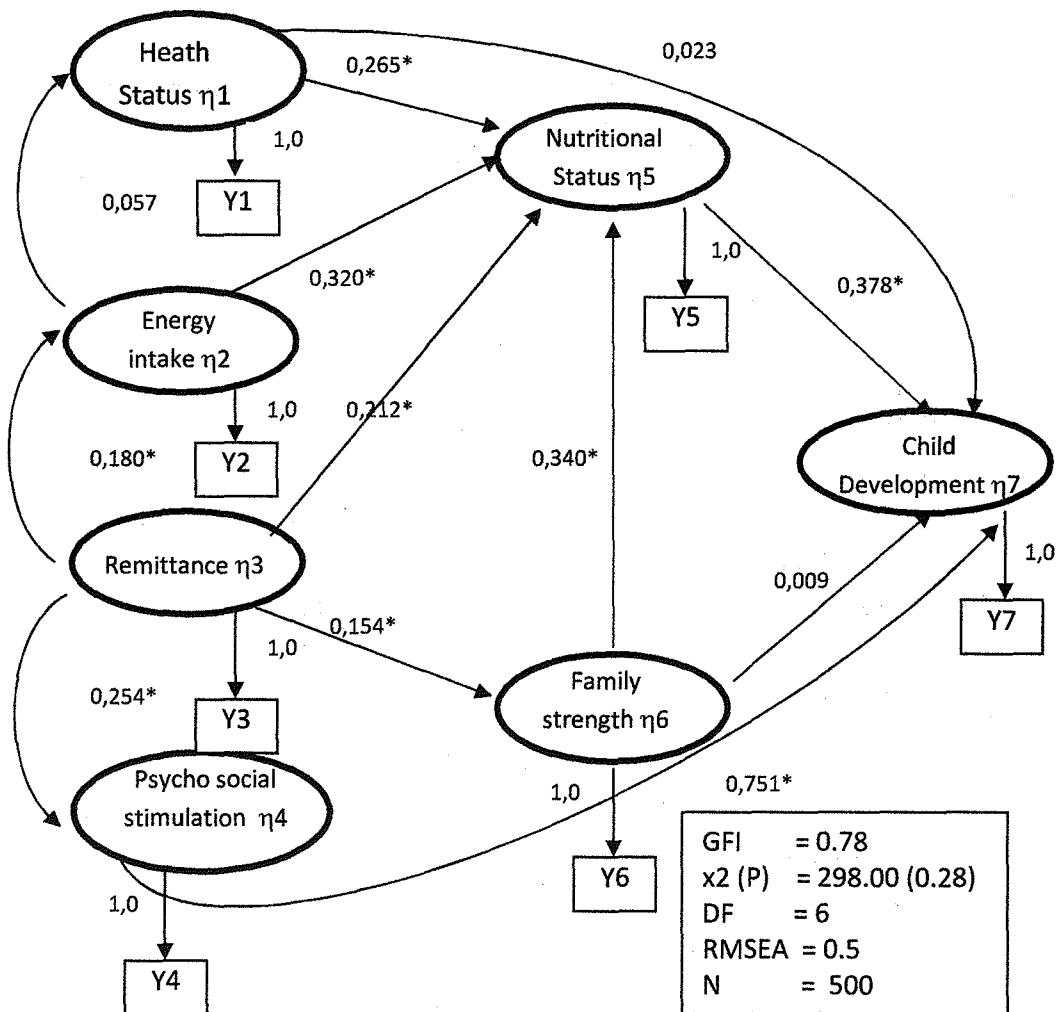 Heath
Status η1
0,023
0,265*
1,0
Nutritional
Status η5
Y1
0,057
1,0
0,320*
0,378*
Y5
Energy
intake η2
1,0
0,212*
Y2
0,180*
0,340*
Child
Development η7
Remittance η3
1,0
0,009
Y7
0,154*
1,0
0,254*
Family
strength η6
Y3
Psycho social
stimulation η4
1,0
0,751*
1,0
Y6
Y4
GFI = 0.78
x2 (P) = 298.00 (0.28)
DF = 6
RMSEA = 0.5
N = 500